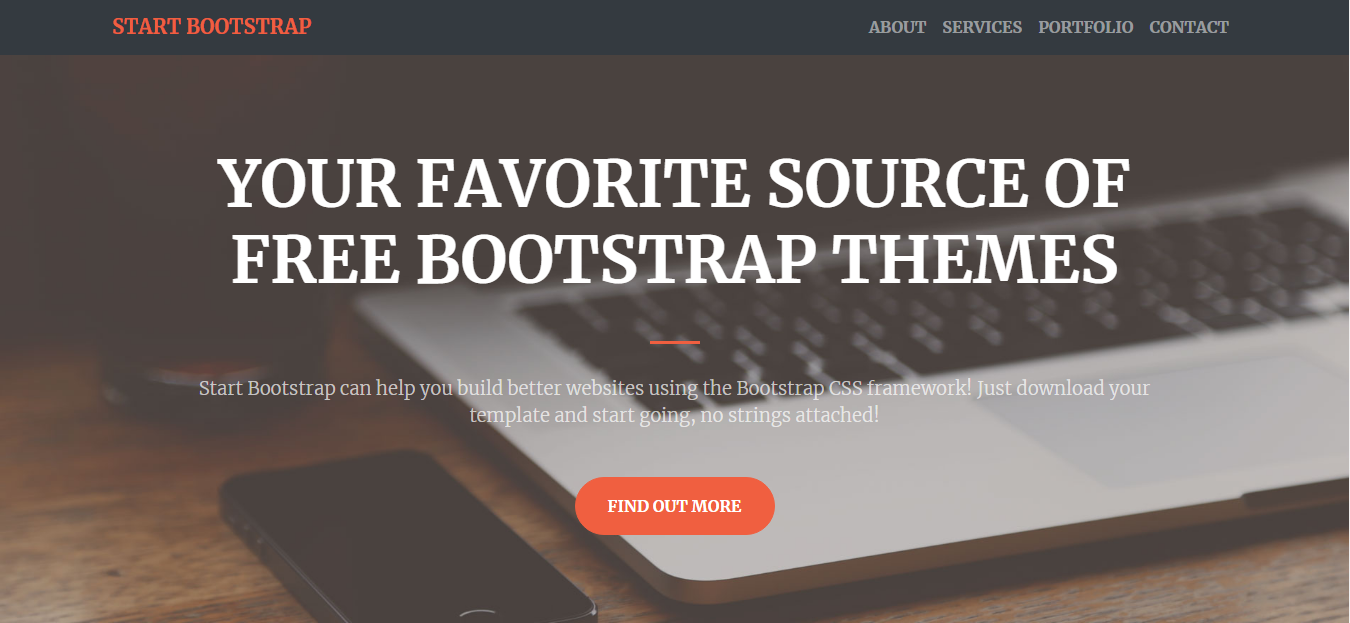 START BOOTSTRAP
ABOUT SERVICES PORTFOLIO CONTACT
YOUR FAVORITE SOURCE OF
FREE BOOTSTRAP THEMES
Start Bootstrap can help you build better websites using the Bootstrap CSS framework! Just download your
template and start going, no strings attached!
FIND OUT MORE